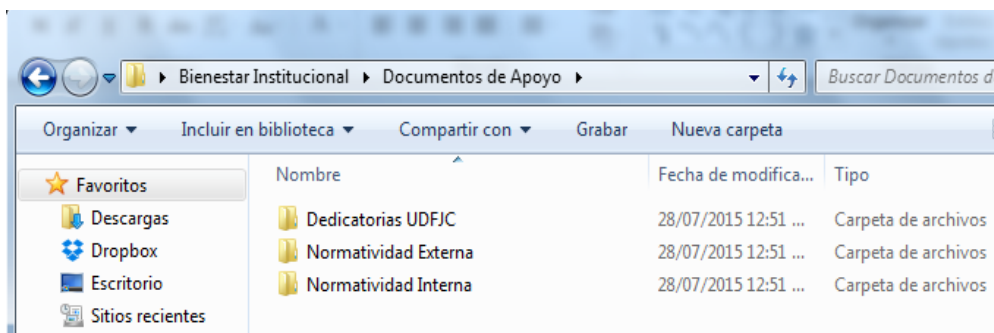 Bienestar Institucional Documentos de Apoyo Buscar Documentos d
Organizar Incluir en biblioteca Compartir con Grabar Nueva carpeta
Favoritos
Descargas
Dropbox
Escritorio
Sitios recientes
Nombre Fecha de modifica... Tipo
Dedicatorias UDFJC 28/07/2015 12:51 ... Carpeta de archivos
Normatividad Externa 28/07/2015 12:51 ... Carpeta de archivos
Normatividad Interna 28/07/2015 12:51 ... Carpeta de archivos